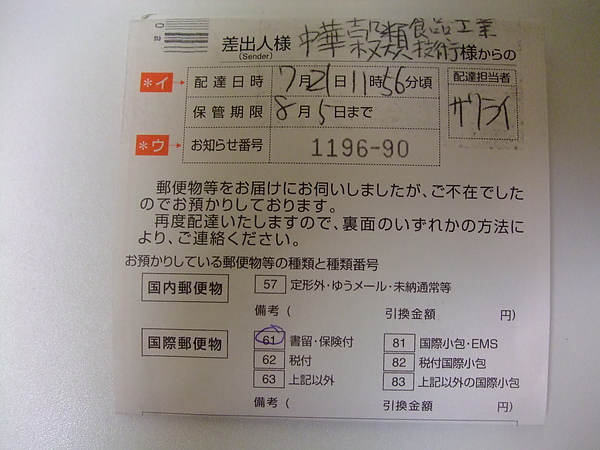 0 a
差出人様 中華穀類食品工業
(Sender) 技術行様からの
*イ 配達日時 7月21日11時56分頃 配達担当者
保管期限 8月5日まで
*ウ お知らせ番号 1196-90
郵便物等をお届けにお伺いしましたが、ご不在でした
のでお預かりしております。
再度配達いたしますので、裏面のいずれかの方法に
より、ご連絡ください。
お預かりしている郵便物等の種類と種類番号
国内郵便物 57 定形外・ゆうメール・未納通常等
備考( 引換金額 円)
国際郵便物 61 書留・保険付 81 国際小包・EMS
62 税付 82 税付国際小包
63 上記以外 83 上記以外の国際小包
備考( 引換金額 円)